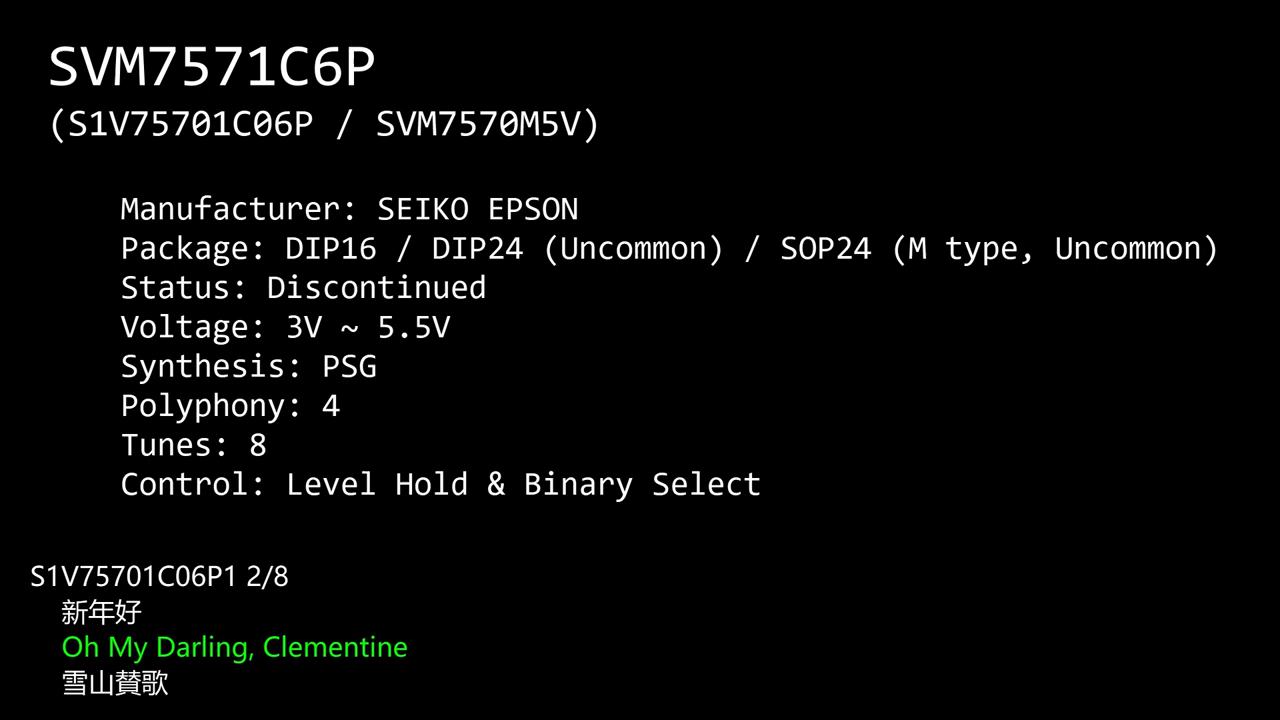 SVM7571C6P
(S1V75701C06P / SVM7570M5V)
Manufacturer: SEIKO EPSON
Package: DIP16 / DIP24 (Uncommon) / SOP24 (M type, Uncommon)
Status: Discontinued
Voltage: 3V ~ 5.5V
Synthesis: PSG
Polyphony: 4
Tunes: 8
Control: Level Hold & Binary Select
S1V75701C06P1 2/8
新年好
Oh My Darling, Clementine
雪山賛歌